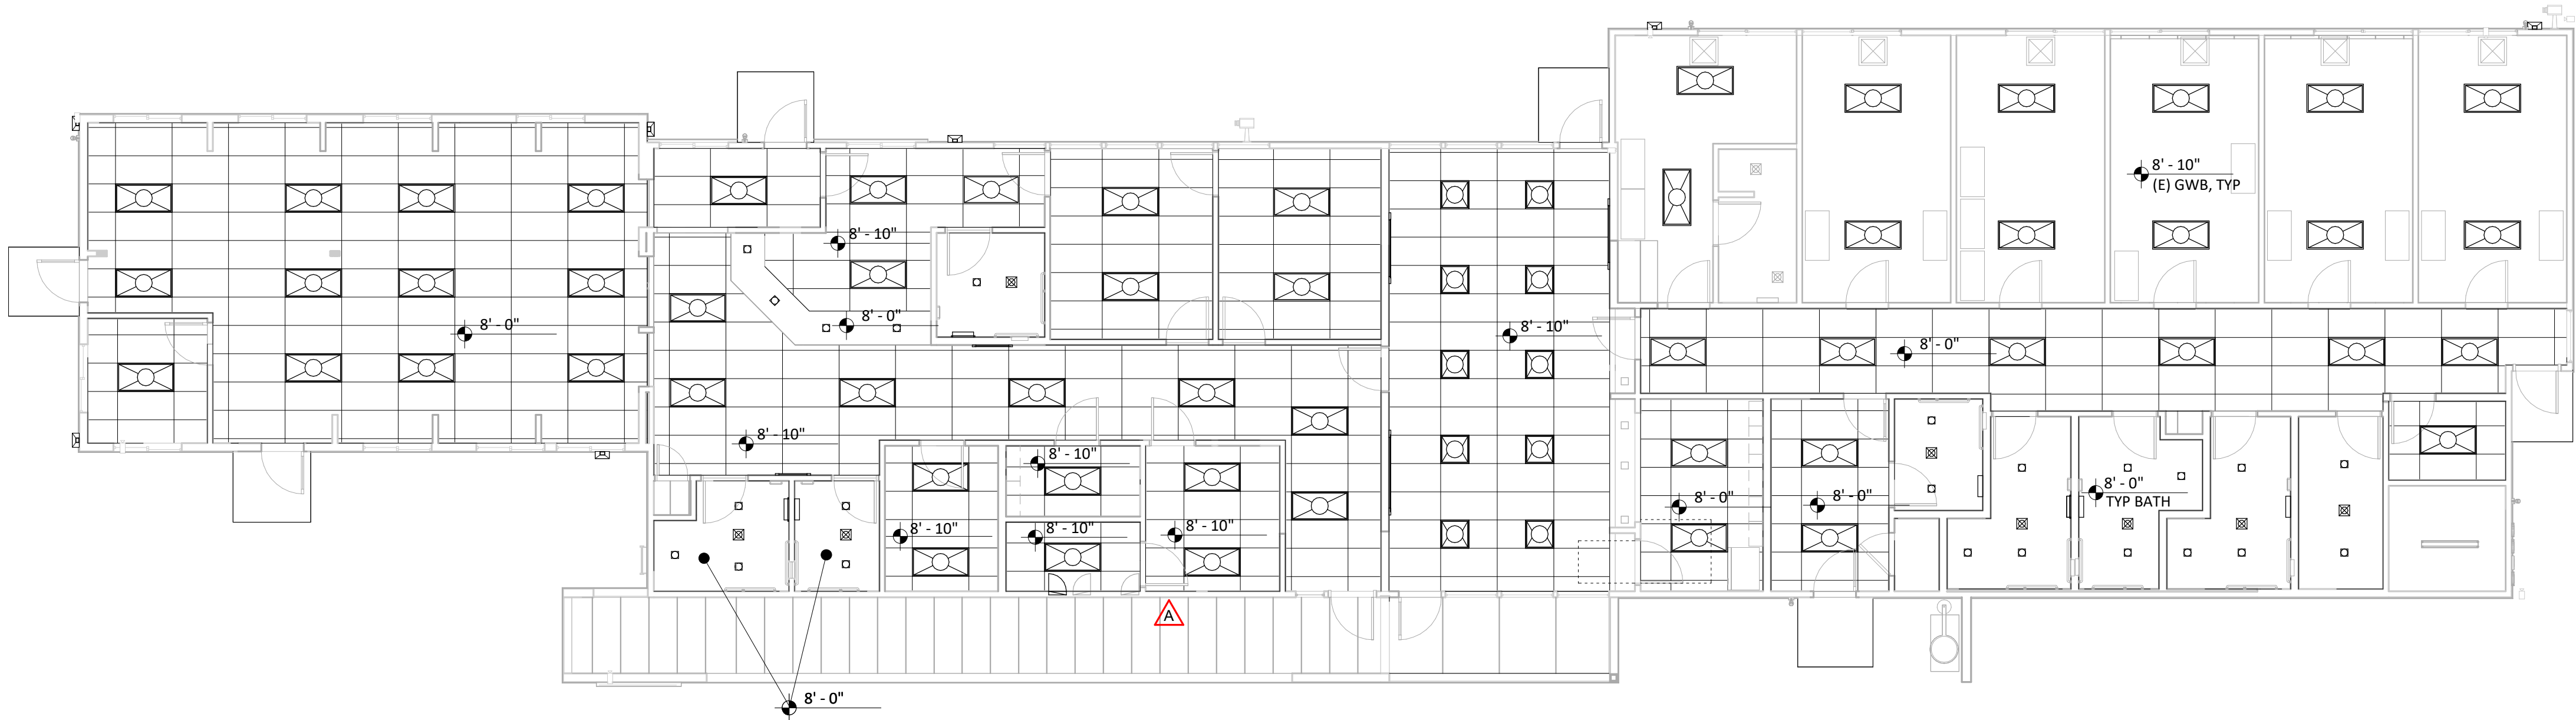 8' - 10"
(E) GWB, TYP
8' - 10"
8' - 0"
8' - 0"
8' - 10"
8' - 0"
8' - 10"
8' - 10"
8' - 0"
TYP BATH
8' - 0"
8' - 0"
8' - 10"
8' - 10"
8' - 10"
A
8' - 0"